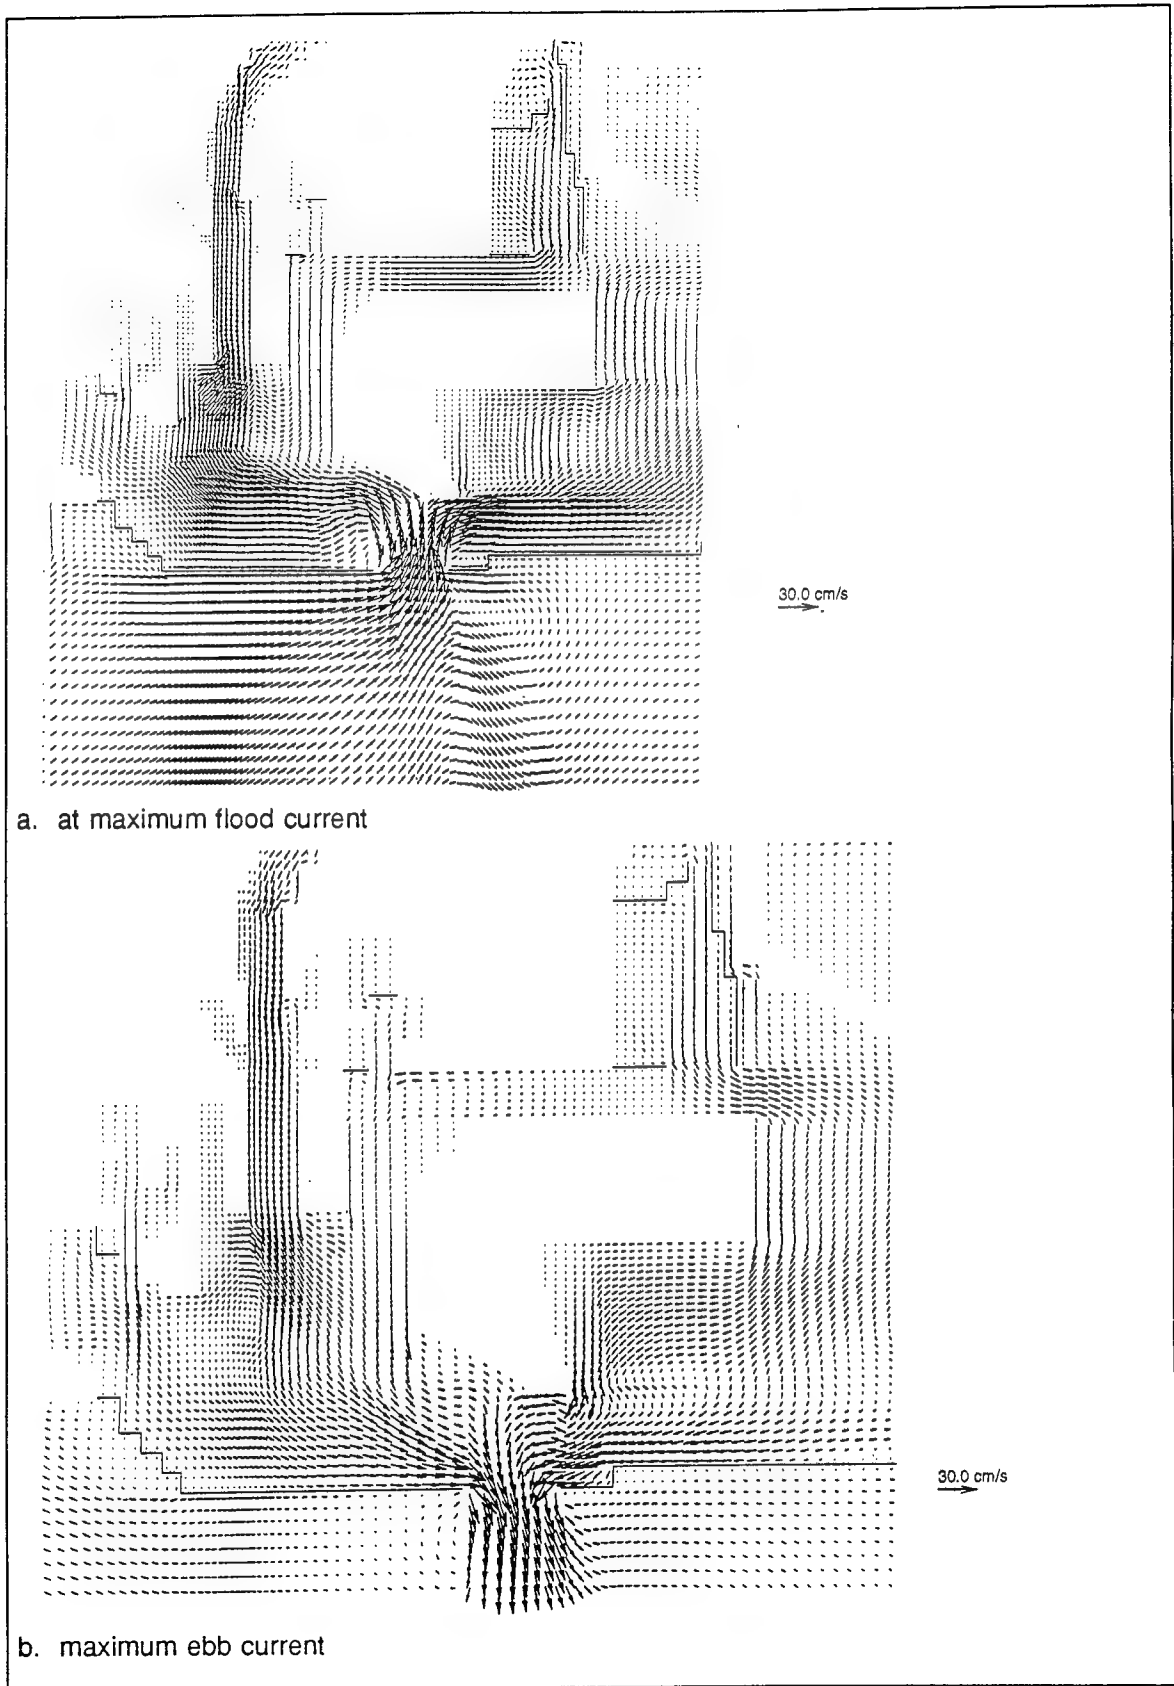 30.0 cm/s
a. at maximum flood current
30.0 cm/s
b. maximum ebb current